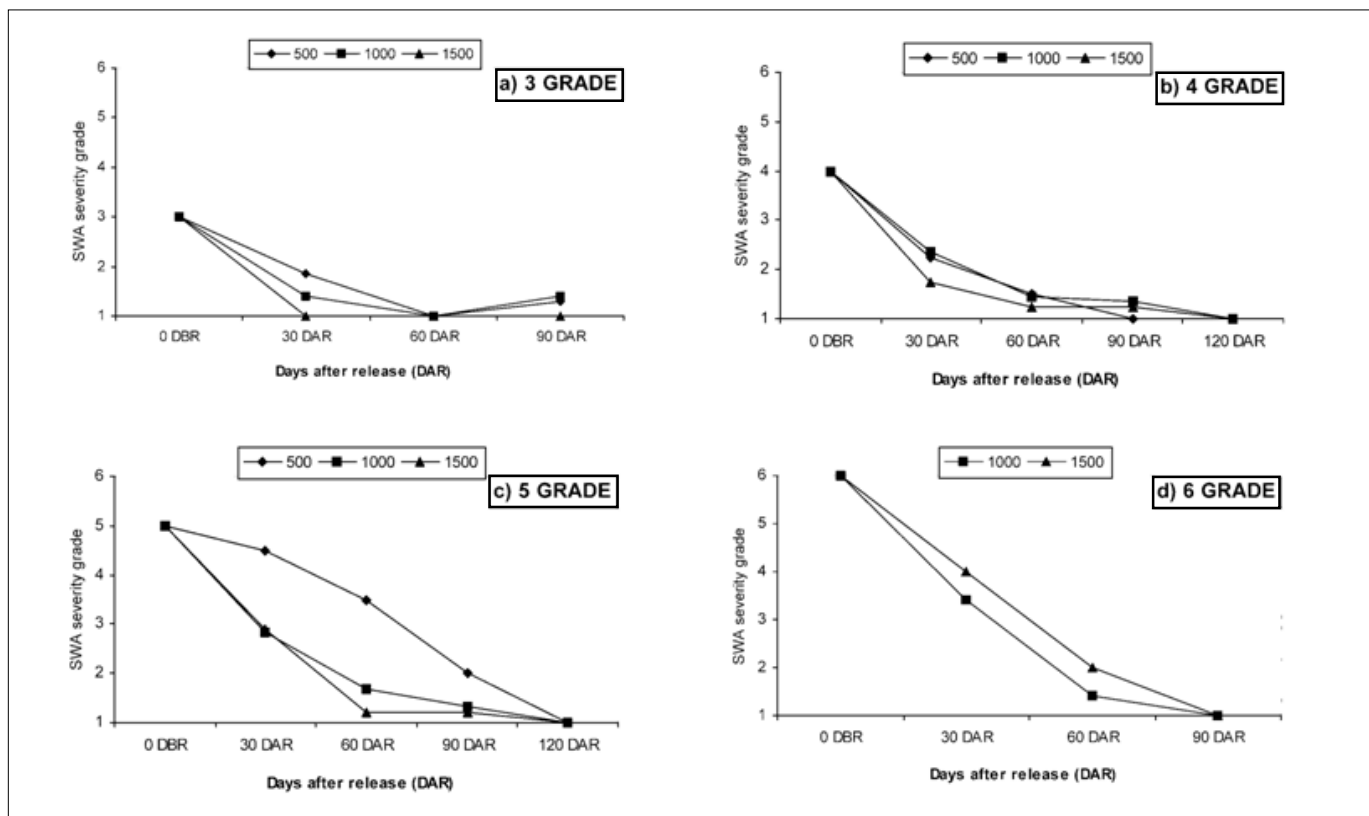 500 1000 1500
a) 3 GRADE
6
5
4
3
2
1
SWA severity grade
0 DBR 30 DAR 60 DAR 90 DAR
Days after release (DAR)
500 1000 1500
b) 4 GRADE
6
5
4
3
2
1
SWA severity grade
0 DBR 30 DAR 60 DAR 90 DAR 120 DAR
Days after release (DAR)
500 1000 1500
c) 5 GRADE
6
5
4
3
2
1
SWA severity grade
0 DBR 30 DAR 60 DAR 90 DAR 120 DAR
Days after release (DAR)
1000 1500
d) 6 GRADE
6
5
4
3
2
1
SWA severity grade
0 DBR 30 DAR 60 DAR 90 DAR
Days after release (DAR)